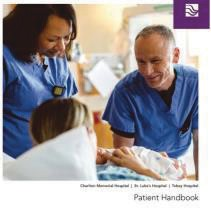 Charlton Memorial Hospital | St. Luke's Hospital | Tobey Hospital
Patient Handbook